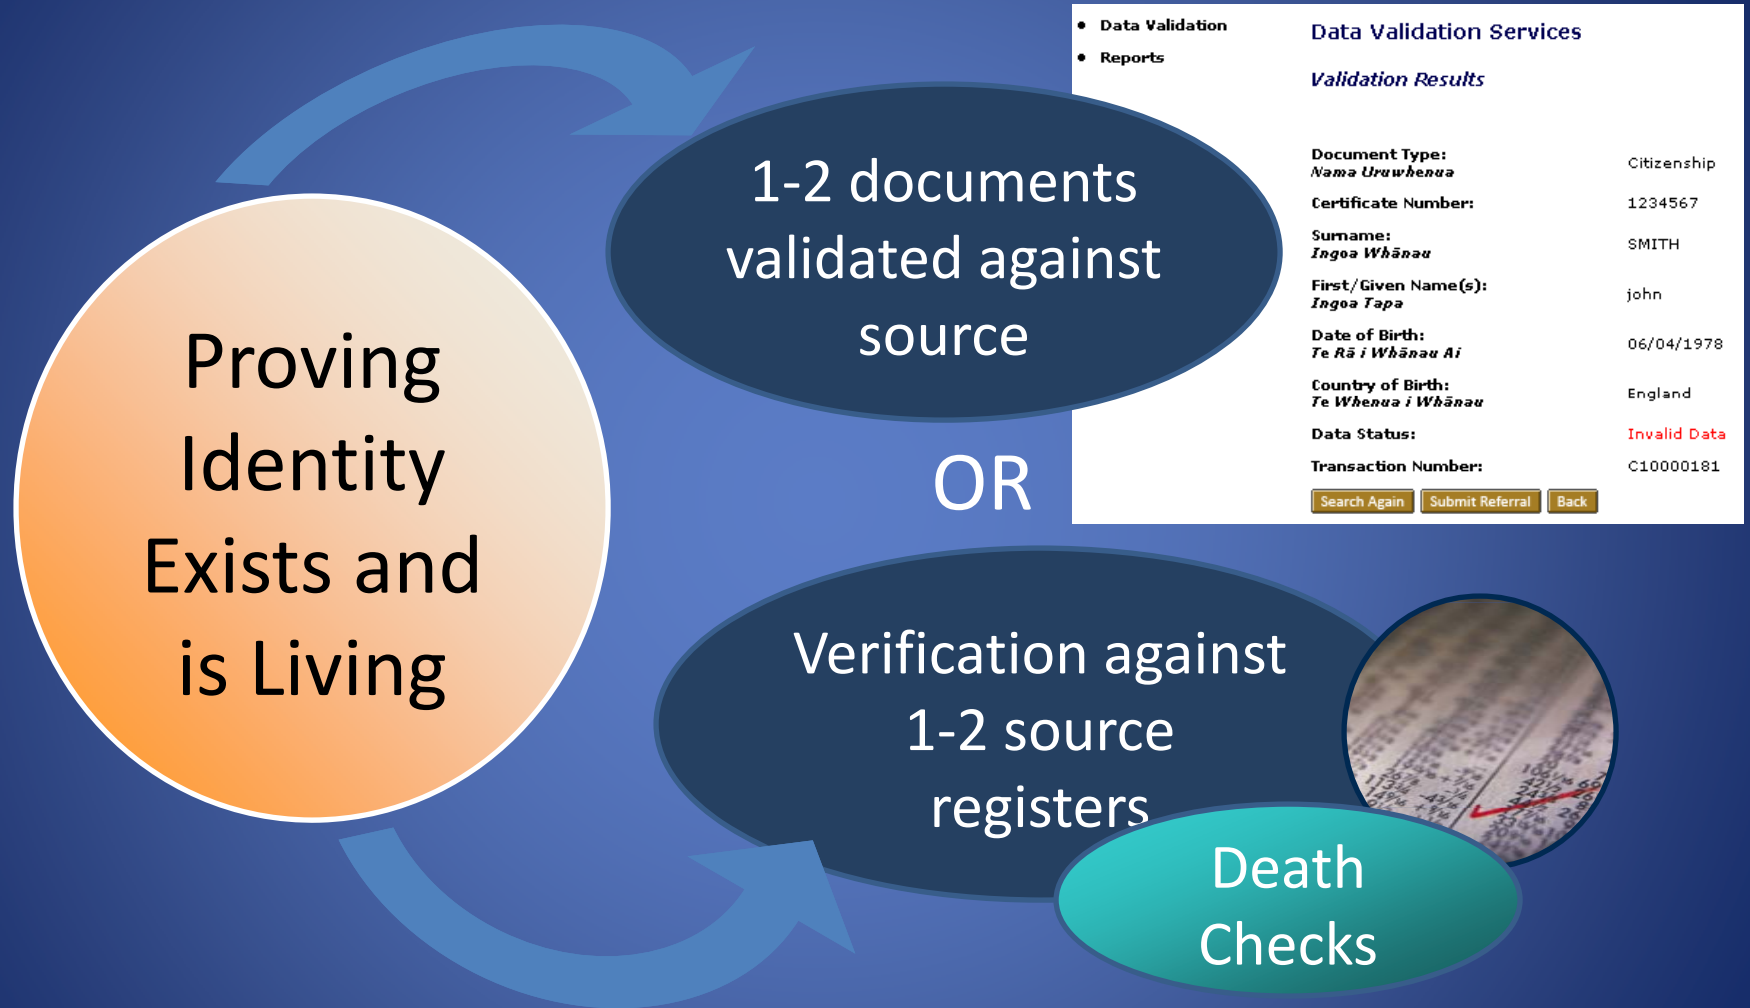 Proving
Identity
Exists and
is Living
1-2 documents
validated against
source
OR
Verification against
1-2 source
registers
Death
Checks
Data Validation
Reports
Data Validation Services
Validation Results
Document Type: Citizenship
Nama Uruwhenua
Certificate Number: 1234567
Surname: SMITH
Ingoa Whānau
First/Given Name(s): john
Ingoa Tapa
Date of Birth: 06/04/1978
Te Rā i Whānau Ai
Country of Birth: England
Te Whenua i Whānau
Data Status: Invalid Data
Transaction Number: C10000181
Search Again Submit Referral Back